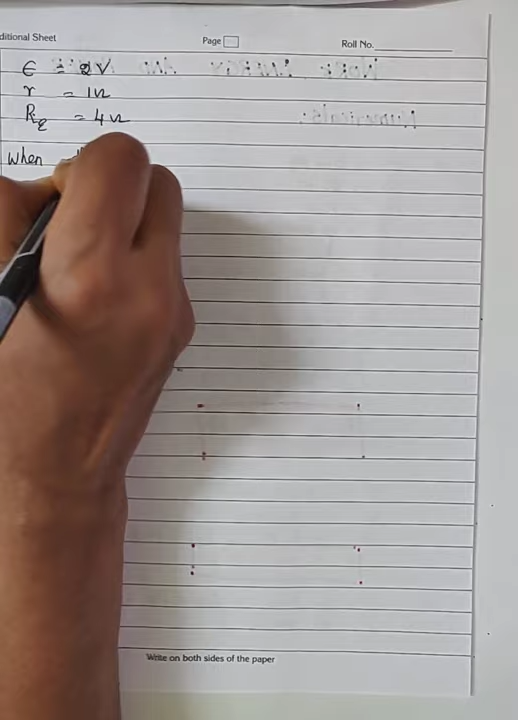 ditional Sheet Page Roll No.
ϵ = 2V
r = 1Ω
R_e = 4Ω
when
Write on both sides of the paper